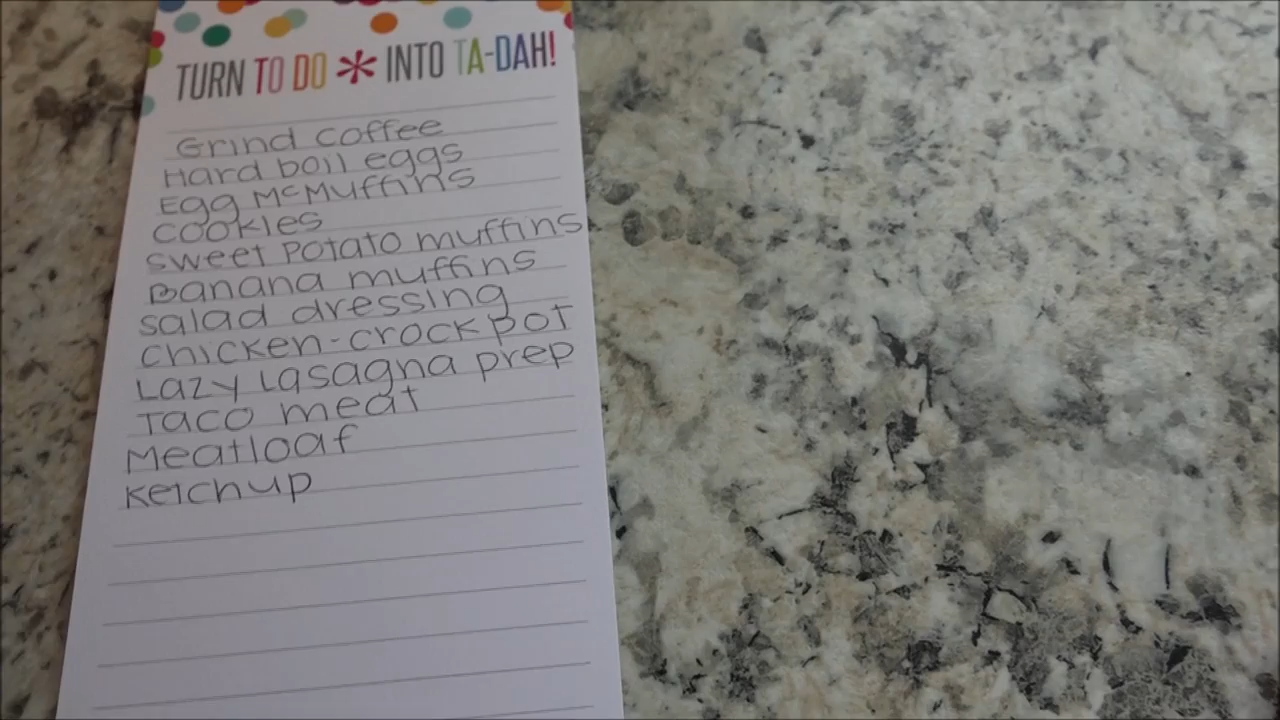 TURN TO DO * INTO TA-DAH!
Grind coffee
Hard boil eggs
Egg McMuffins
Cookies
Sweet Potato muffins
Banana muffins
Salad dressing
Chicken-crockpot
Lazy Lasagna prep
Taco meat
Meatloaf
Ketchup